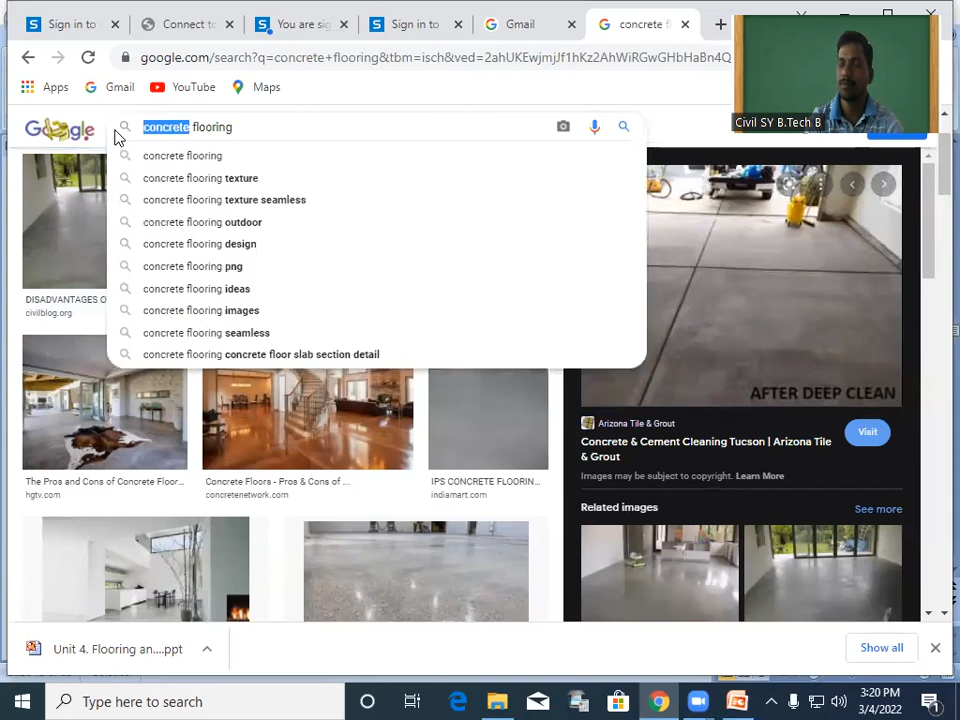 Sign in to
Connect to
You are sig
Sign in to
Gmail
concrete f
google.com/search?q=concrete+flooring&tbm=isch&ved=2ahUKEwjmjJf1hKz2AhWiRGwGHbHaBn4Q
Apps
Gmail
YouTube
Maps
Civil SY B.Tech B
Google
concrete flooring
concrete flooring
concrete flooring texture
concrete flooring texture seamless
concrete flooring outdoor
concrete flooring design
concrete flooring png
concrete flooring ideas
concrete flooring images
concrete flooring seamless
concrete flooring concrete floor slab section detail
DISADVANTAGES O
civilblog.org
The Pros and Cons of Concrete Floor...
hgtv.com
Concrete Floors - Pros & Cons of ...
concretenetwork.com
IPS CONCRETE FLOORIN...
indiamart.com
AFTER DEEP CLEAN
Arizona Tile & Grout
Concrete & Cement Cleaning Tucson | Arizona Tile
& Grout
Visit
Images may be subject to copyright. Learn More
Related images
See more
Unit 4. Flooring an....ppt
Show all
Type here to search
3:20 PM
3/4/2022
1